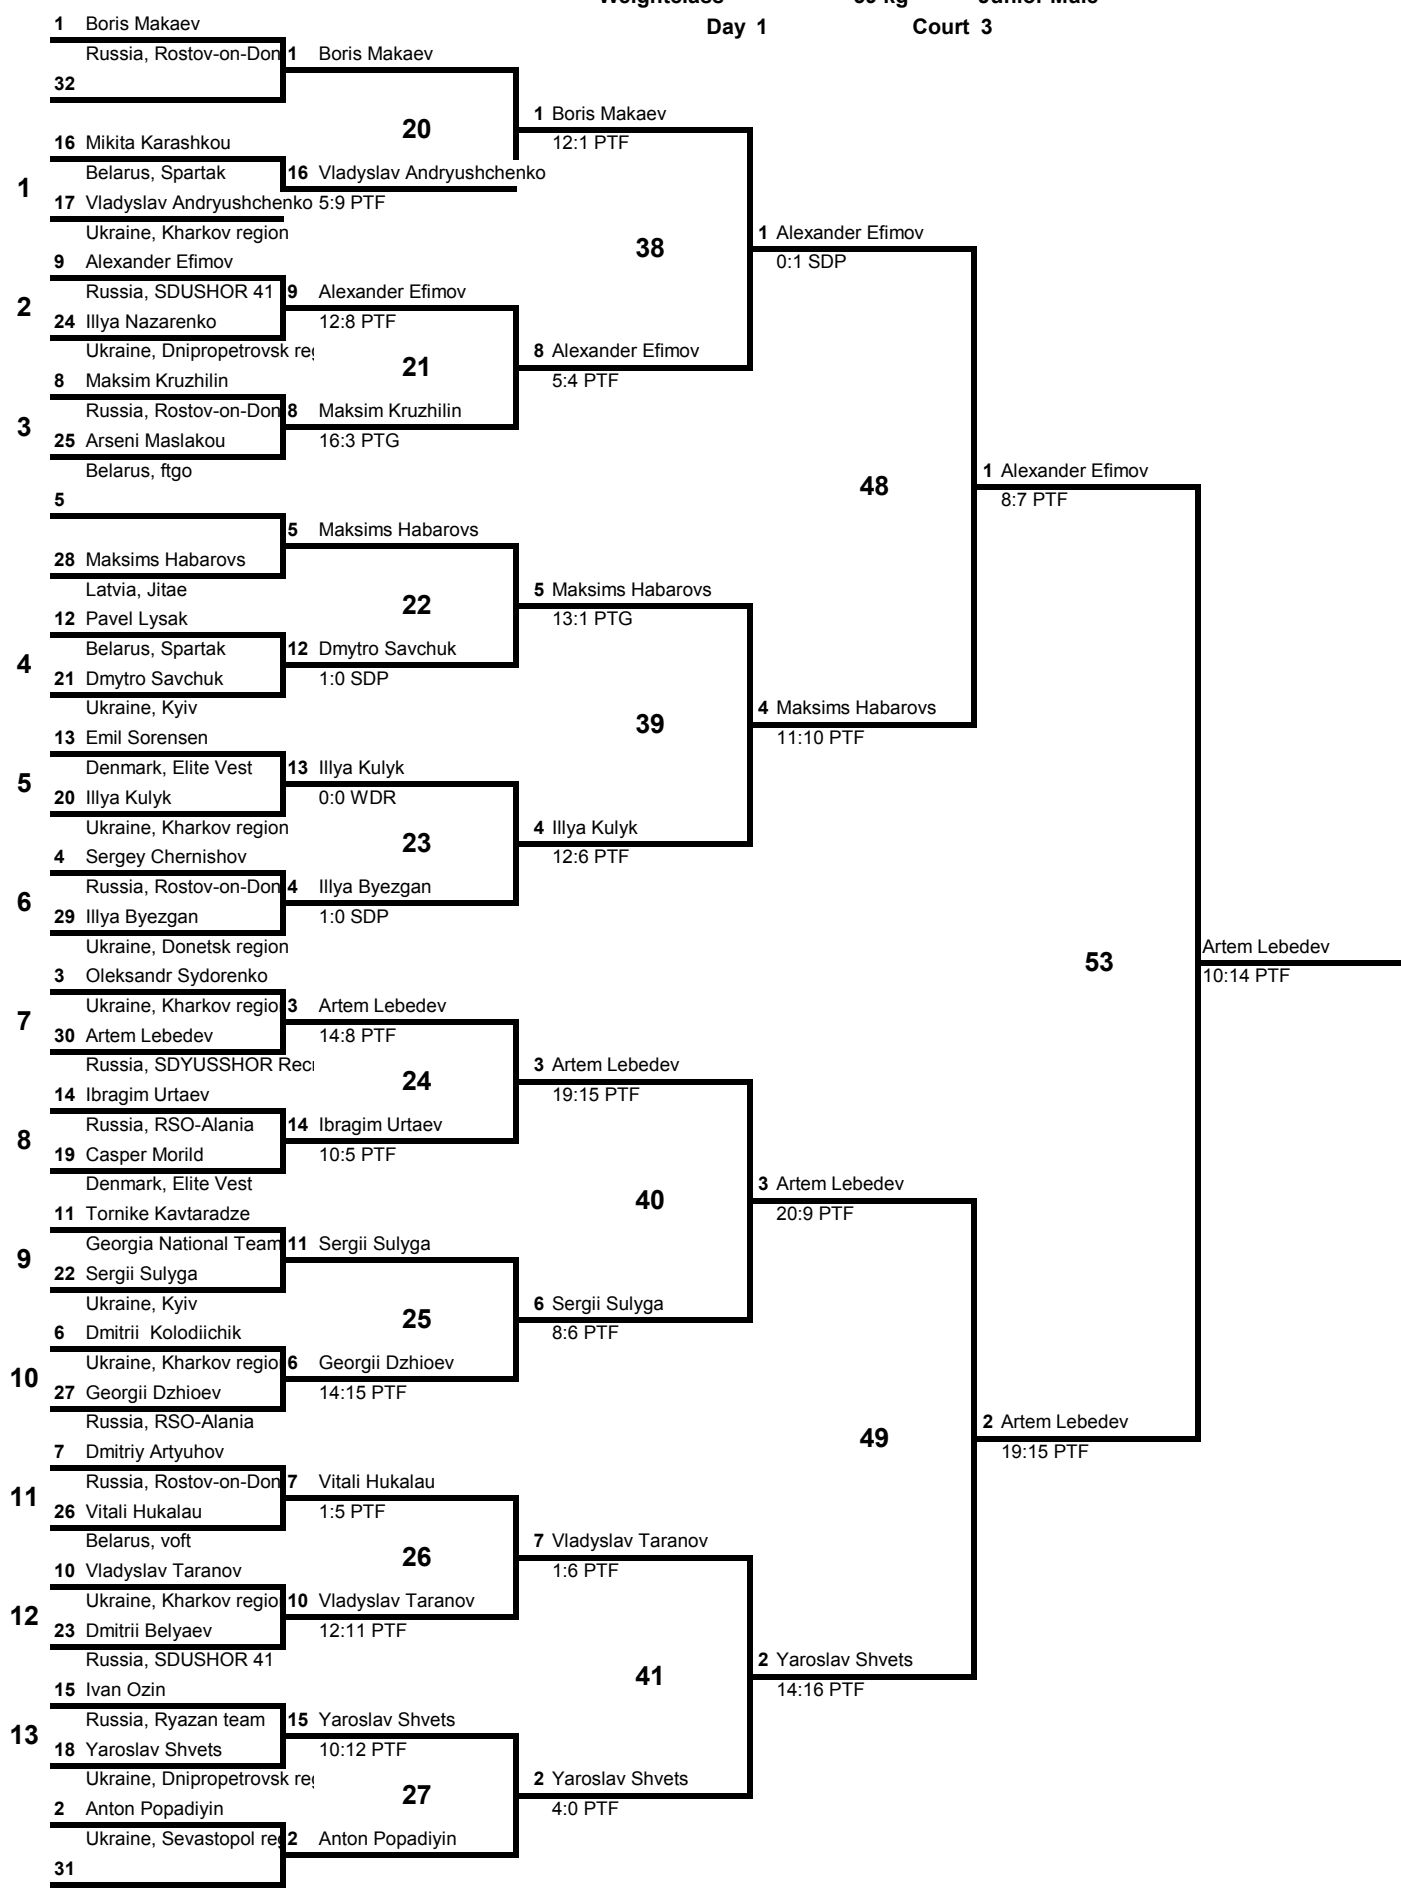 Day 1 Court 3
1 Boris Makaev
Russia, Rostov-on-Don 1 Boris Makaev
32
20 1 Boris Makaev
16 Mikita Karashkou 12:1 PTF
Belarus, Spartak 16 Vladyslav Andryushchenko
1
17 Vladyslav Andryushchenko 5:9 PTF
Ukraine, Kharkov region 1 Alexander Efimov
38
9 Alexander Efimov 0:1 SDP
Russia, SDUSHOR 41 9 Alexander Efimov
2
24 Illya Nazarenko 12:8 PTF
Ukraine, Dnipropetrovsk 8 Alexander Efimov
21
8 Maksim Kruzhilin 5:4 PTF
Russia, Rostov-on-Don 8 Maksim Kruzhilin
3
25 Arseni Maslakou 16:3 PTG
Belarus, ftgo 1 Alexander Efimov
48
5 8:7 PTF
5 Maksims Habarovs
28 Maksims Habarovs
Latvia, Jitae 5 Maksims Habarovs
22
12 Pavel Lysak 13:1 PTG
Belarus, Spartak 12 Dmytro Savchuk
4
21 Dmytro Savchuk 1:0 SDP
Ukraine, Kyiv 4 Maksims Habarovs
39
13 Emil Sorensen 11:10 PTF
Denmark, Elite Vest 13 Illya Kulyk
5
20 Illya Kulyk 0:0 WDR
Ukraine, Kharkov region 4 Illya Kulyk
23
4 Sergey Chernishov 12:6 PTF
Russia, Rostov-on-Don 4 Illya Byezgan
6
29 Illya Byezgan 1:0 SDP
Ukraine, Donetsk region Artem Lebedev
53
3 Oleksandr Sydorenko 10:14 PTF
Ukraine, Kharkov 3 Artem Lebedev
7
30 Artem Lebedev 14:8 PTF
Russia, SDYUSSHOR 3 Artem Lebedev
24
14 Ibragim Urtaev 19:15 PTF
Russia, RSO-Alania 14 Ibragim Urtaev
8
19 Casper Morild 10:5 PTF
Denmark, Elite Vest 3 Artem Lebedev
40
11 Tornike Kavtaradze 20:9 PTF
Georgia National Team 11 Sergii Sulyga
9
22 Sergii Sulyga
Ukraine, Kyiv 6 Sergii Sulyga
25
6 Dmitrii Kolodiichik 8:6 PTF
Ukraine, Kharkov 6 Georgii Dzhioev
10
27 Georgii Dzhioev 14:15 PTF
Russia, RSO-Alania 2 Artem Lebedev
49
7 Dmitriy Artyuhov 19:15 PTF
Russia, Rostov-on-Don 7 Vitali Hukalau
11
26 Vitali Hukalau 1:5 PTF
Belarus, voft 7 Vladyslav Taranov
26
10 Vladyslav Taranov 1:6 PTF
Ukraine, Kharkov 10 Vladyslav Taranov
12
23 Dmitrii Belyaev 12:11 PTF
Russia, SDUSHOR 41 2 Yaroslav Shvets
41
15 Ivan Ozin 14:16 PTF
Russia, Ryazan team 15 Yaroslav Shvets
13
18 Yaroslav Shvets 10:12 PTF
Ukraine, Dnipropetrovsk 2 Yaroslav Shvets
27
2 Anton Popadiyin 4:0 PTF
Ukraine, Sevastopol 2 Anton Popadiyin
31